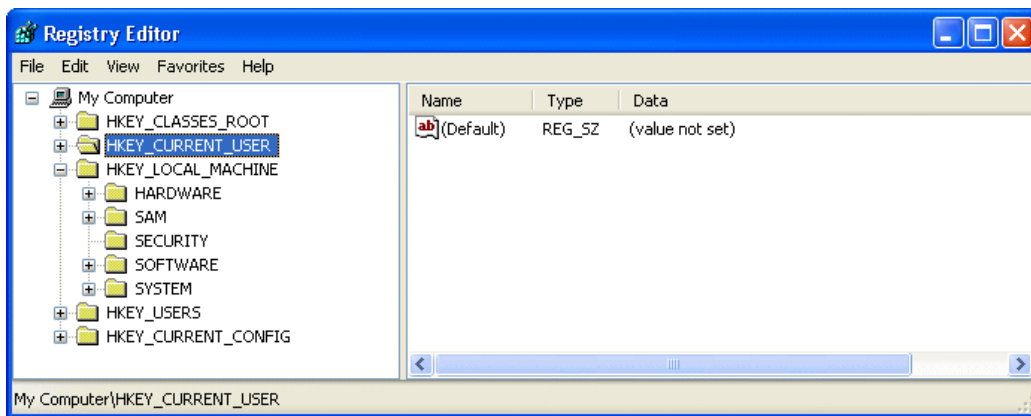 Registry Editor
File Edit View Favorites Help
My Computer
HKEY_CLASSES_ROOT
HKEY_CURRENT_USER
HKEY_LOCAL_MACHINE
HARDWARE
SAM
SECURITY
SOFTWARE
SYSTEM
HKEY_USERS
HKEY_CURRENT_CONFIG
Name Type Data
ab (Default) REG_SZ (value not set)
My Computer\HKEY_CURRENT_USER